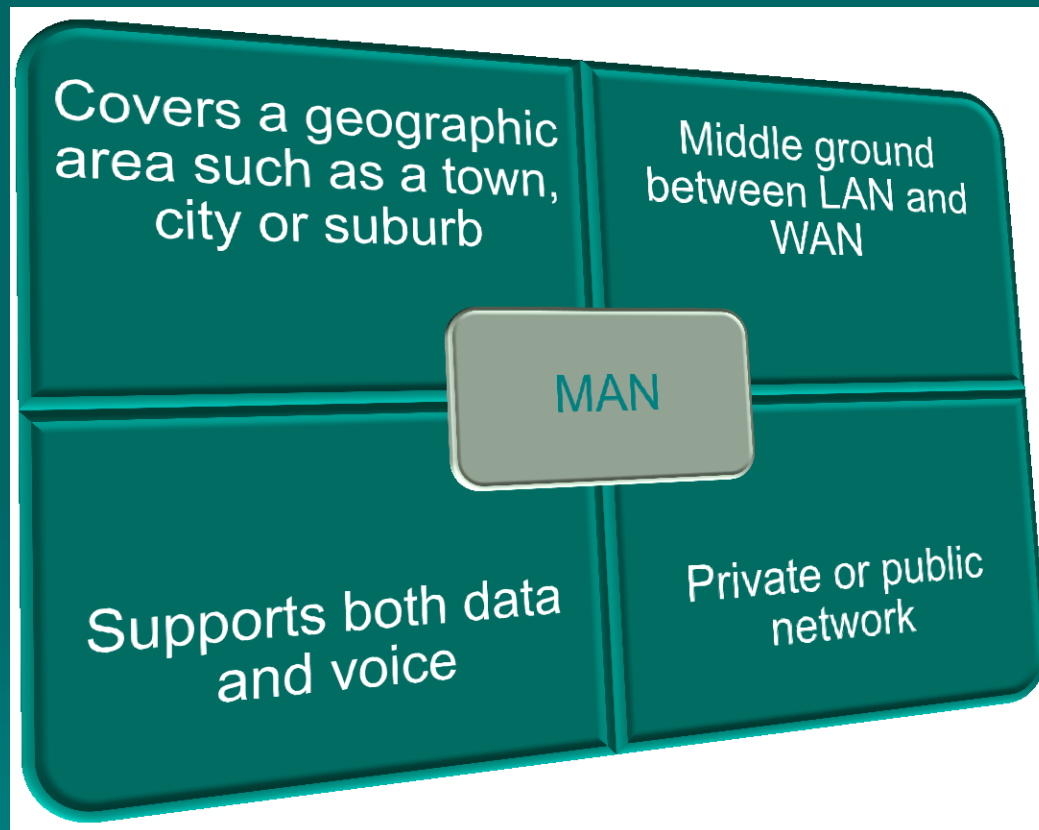 Covers a geographic
area such as a town,
city or suburb
Middle ground
between LAN and
WAN
MAN
Supports both data
and voice
Private or public
network